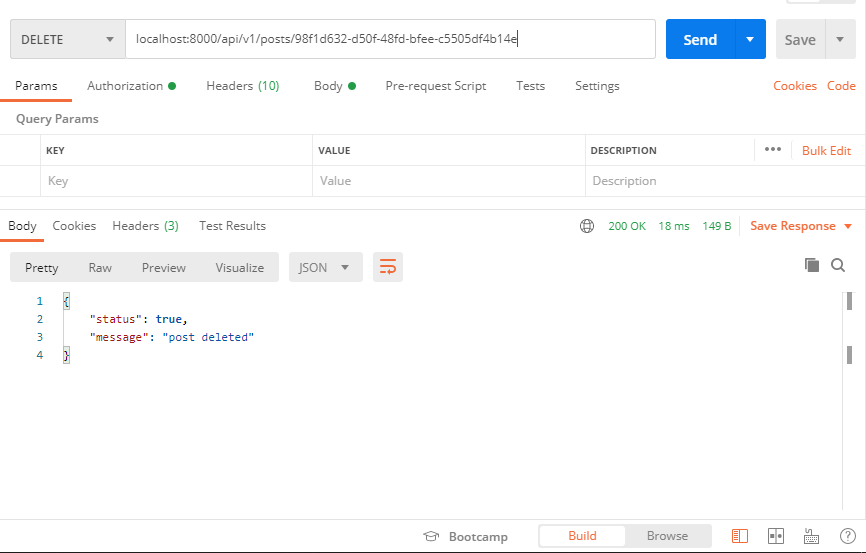 DELETE localhost:8000/api/v1/posts/98f1d632-d50f-48fd-bfee-c5505df4b14e Send Save
Params Authorization Headers (10) Body Pre-request Script Tests Settings Cookies Code
Query Params
KEY VALUE DESCRIPTION ••• Bulk Edit
Key Value Description
Body Cookies Headers (3) Test Results 200 OK 18 ms 149 B Save Response
Pretty Raw Preview Visualize JSON
1 {
2 "status": true,
3 "message": "post deleted"
4 }
Bootcamp Build Browse ?